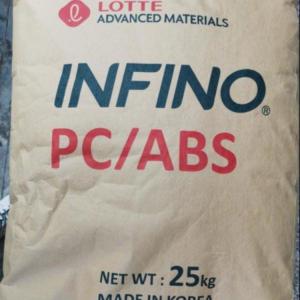 LOTTE
ADVANCED MATERIALS
INFINO®
PC/ABS
NET WT : 25kg
MADE IN KOREA